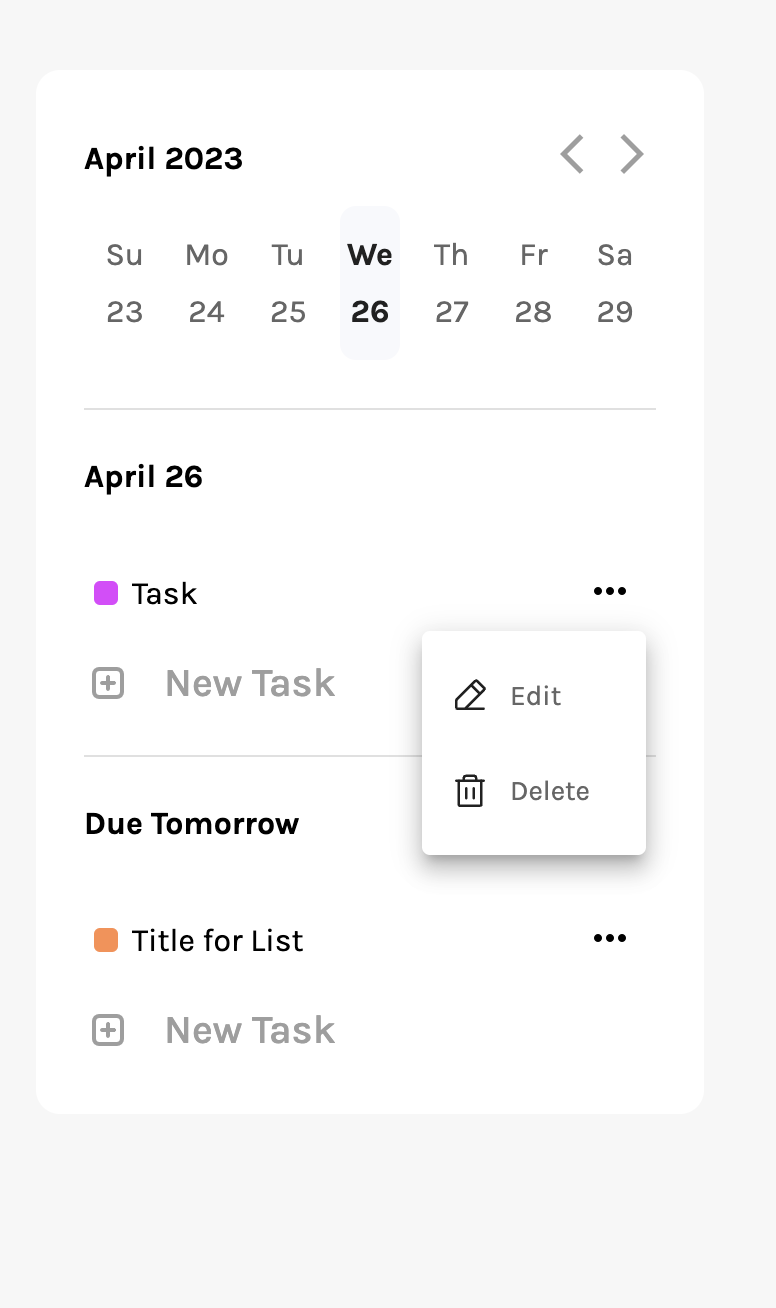 April 2023
Su Mo Tu We Th Fr Sa
23 24 25 26 27 28 29
April 26
Task
New Task
Edit
Delete
Due Tomorrow
Title for List
New Task